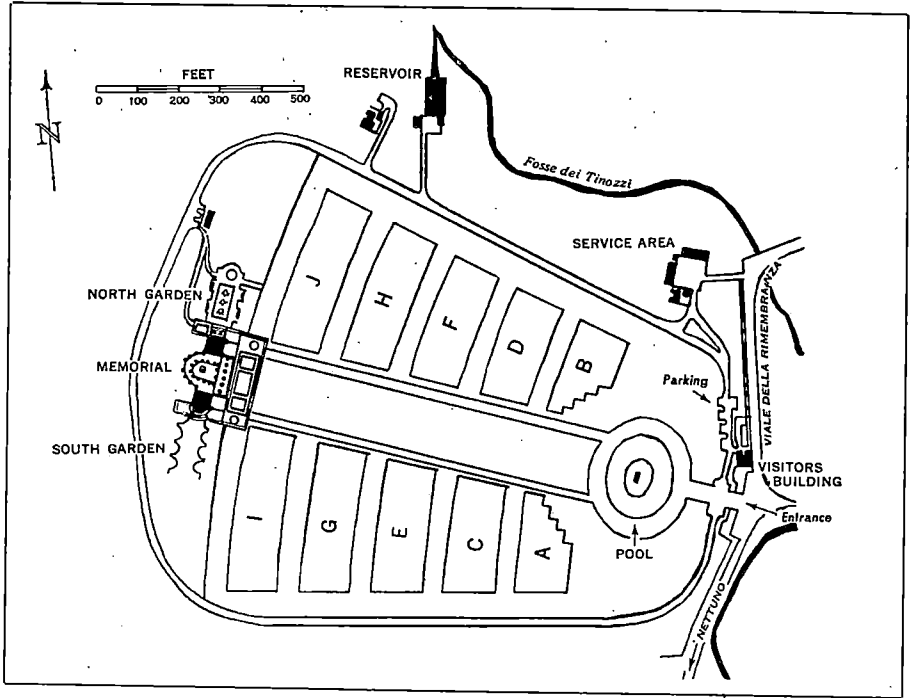 FEET
0 100 200 300 400 500
N
RESERVOIR
Fosse dei Tinozzi
SERVICE AREA
NORTH GARDEN
MEMORIAL
SOUTH GARDEN
J
H
F
D
B
Parking
VIALE DELLA RIMEMBRANZA
VISITORS
BUILDING
Entrance
POOL
I
G
E
C
A
NETTUNO